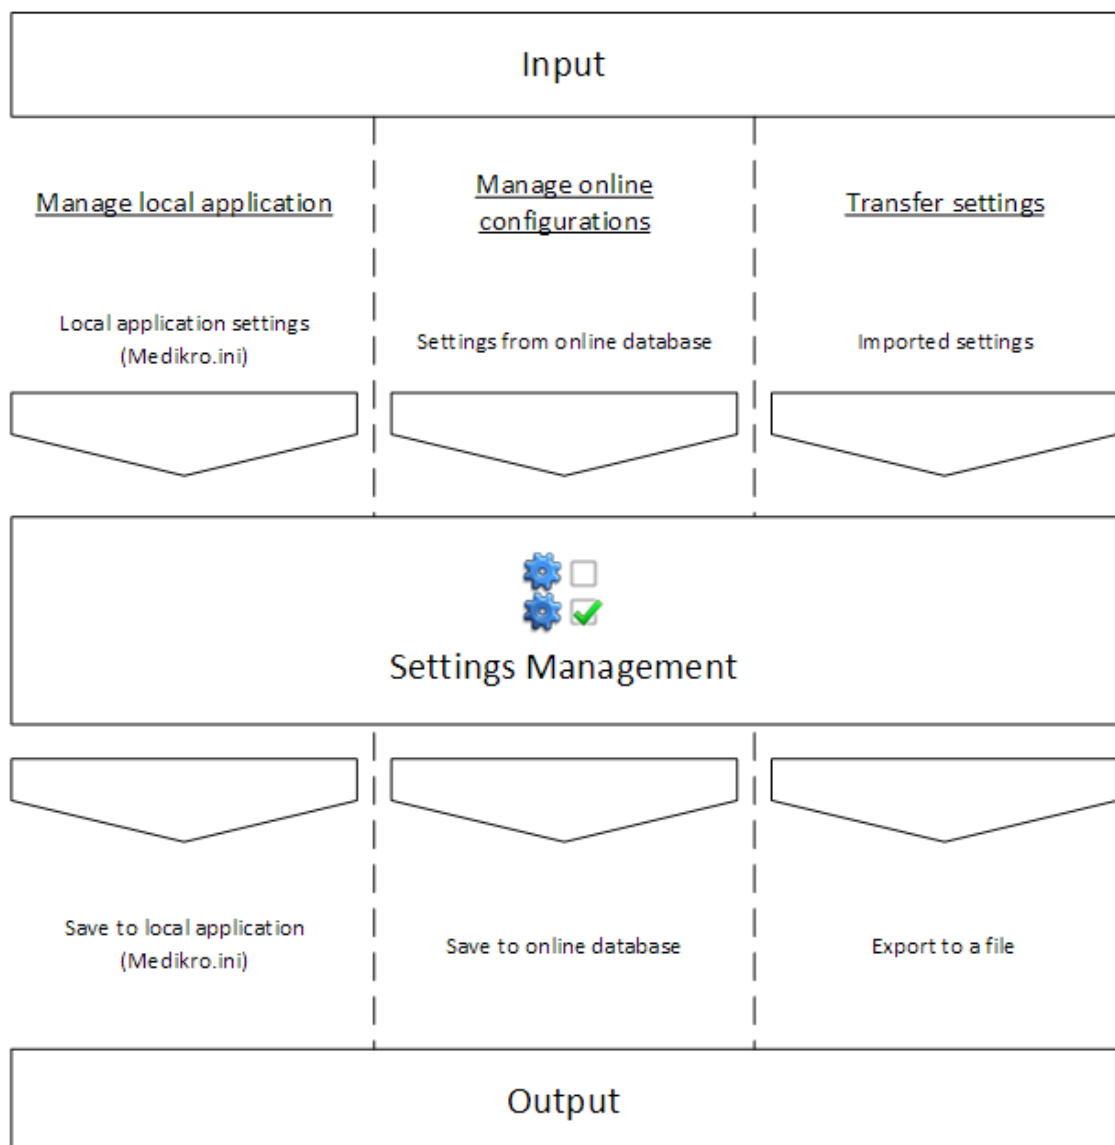 Input
Manage local application
Manage online
configurations
Transfer settings
Local application settings
(Medikro.ini)
Settings from online database
Imported settings
Settings Management
Save to local application
(Medikro.ini)
Save to online database
Export to a file
Output